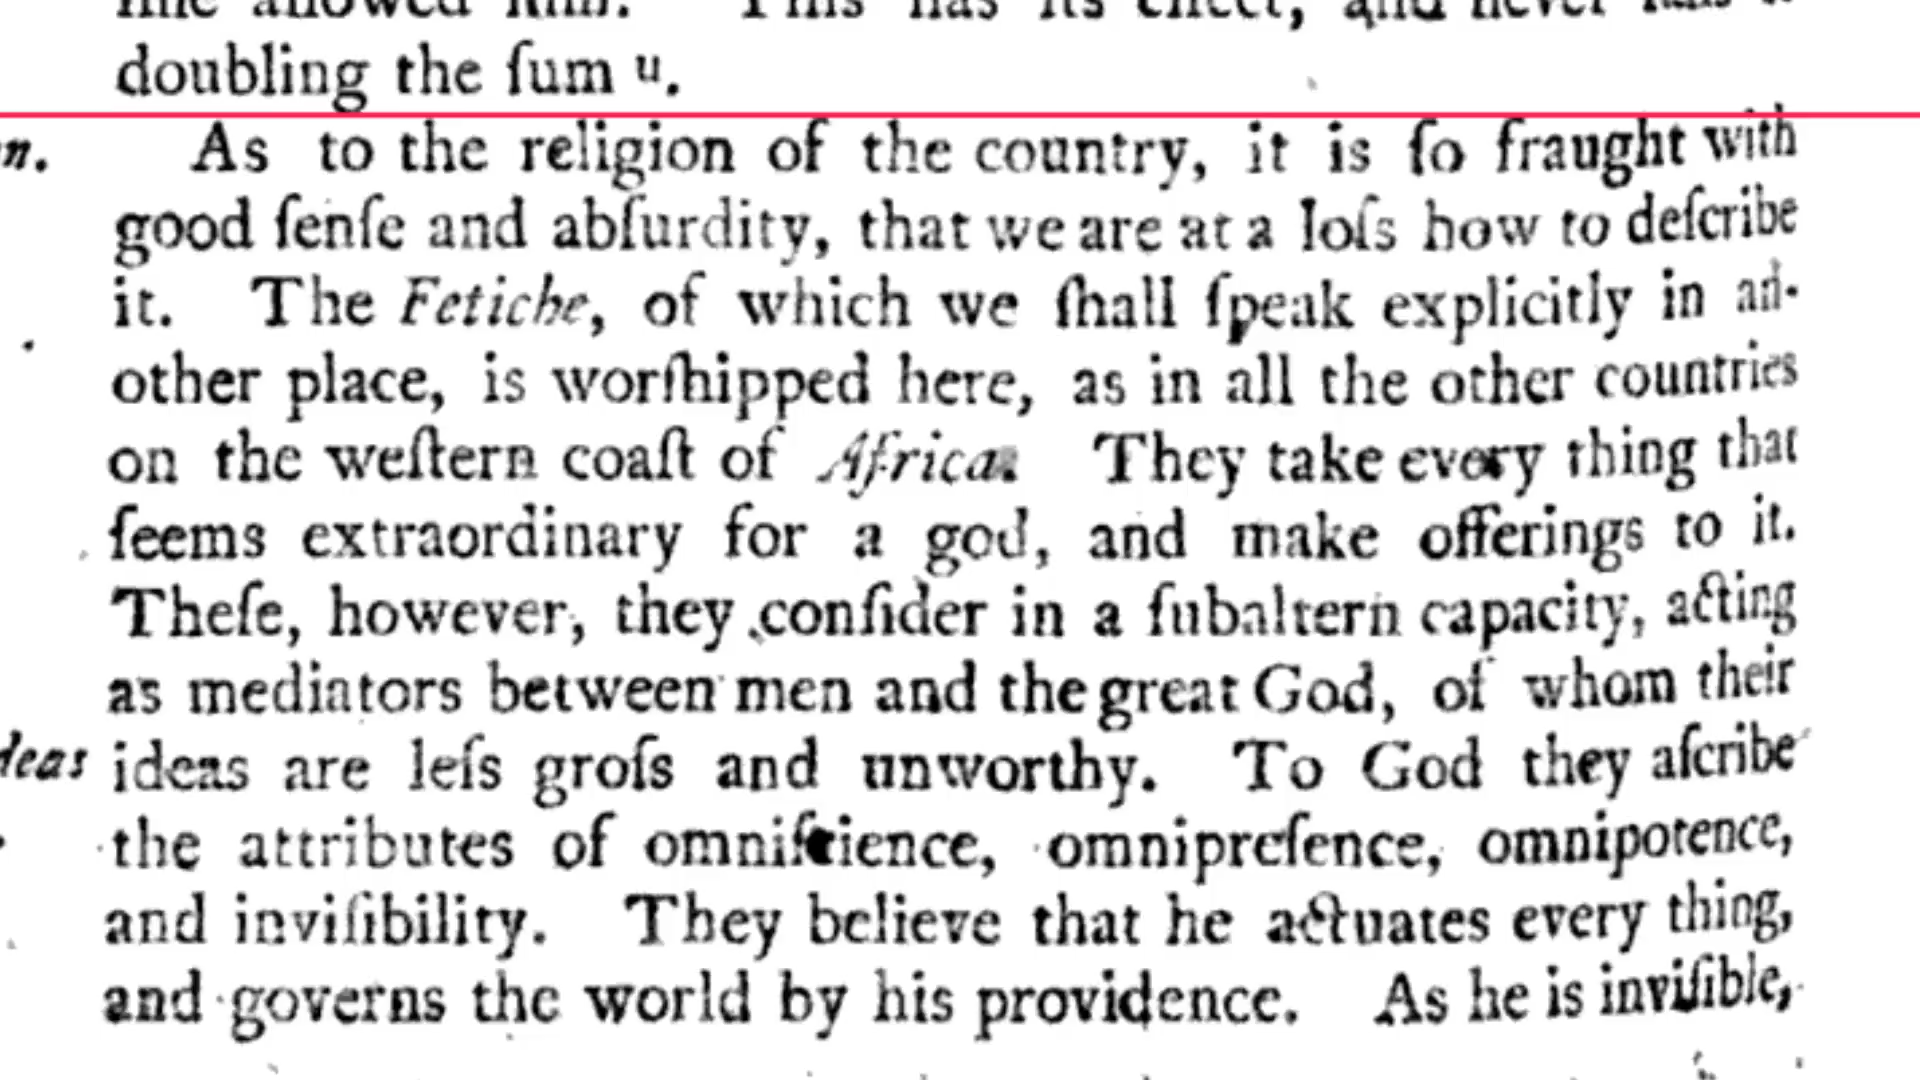 doubling the ſum u.
n. As to the religion of the country, it is ſo fraught with
good ſenſe and abſurdity, that we are at a loſs how to deſcribe
it. The Fetiche, of which we ſhall ſpeak explicitly in an-
other place, is worſhipped here, as in all the other countries
on the weſtern coaſt of Africa. They take every thing that
ſeems extraordinary for a god, and make offerings to it.
Theſe, however, they conſider in a ſubaltern capacity, acting
as mediators between men and the great God, of whom their
deas ideas are leſs groſs and unworthy. To God they aſcribe
the attributes of omniſcience, omnipreſence, omnipotence,
and inviſibility. They believe that he actuates every thing,
and governs the world by his providence. As he is inviſible,